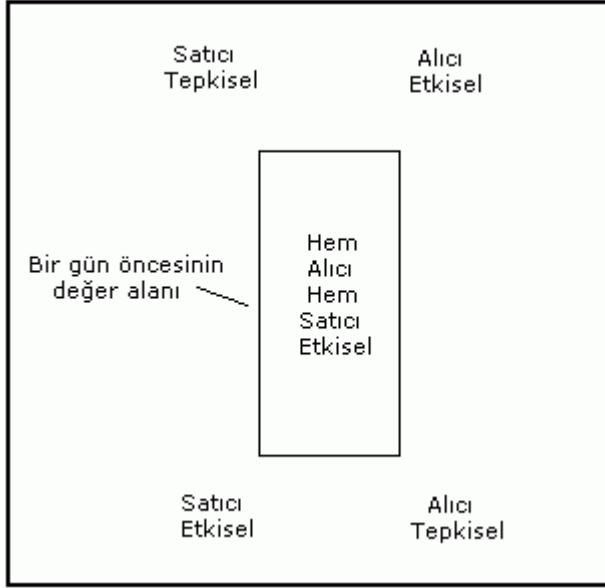 Satıcı
Tepkisel
Alıcı
Etkisel
Bir gün öncesinin
değer alanı
Hem
Alıcı
Hem
Satıcı
Etkisel
Satıcı
Etkisel
Alıcı
Tepkisel